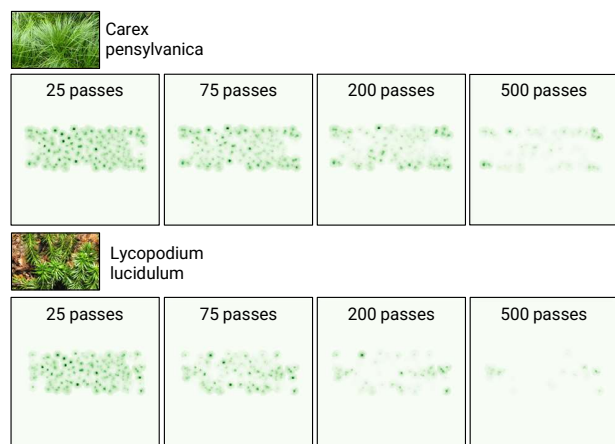 Carex
pensylvanica
25 passes
75 passes
200 passes
500 passes
Lycopodium
lucidulum
25 passes
75 passes
200 passes
500 passes